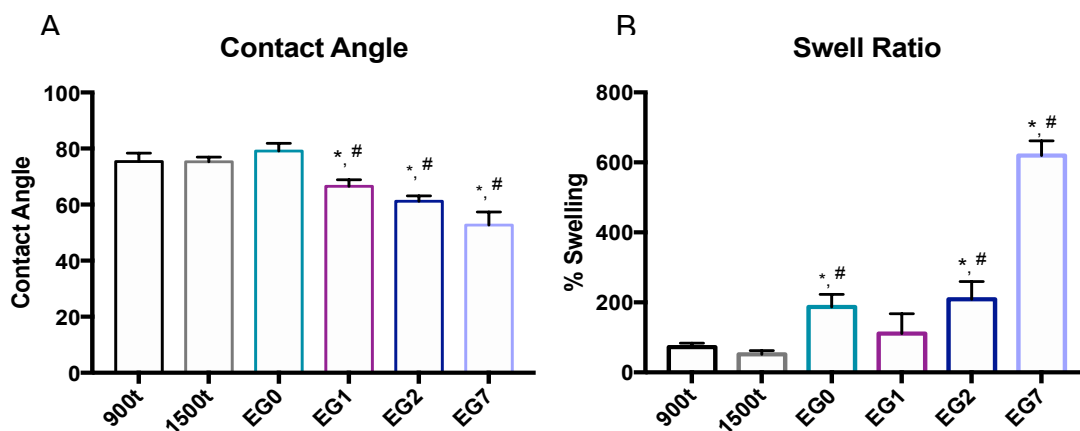 A
Contact Angle
Contact Angle
100
80
60
40
20
0
*, #
*, #
*, #
900t
1500t
EG0
EG1
EG2
EG7
B
Swell Ratio
% Swelling
800
600
400
200
0
*, #
*, #
*, #
900t
1500t
EG0
EG1
EG2
EG7